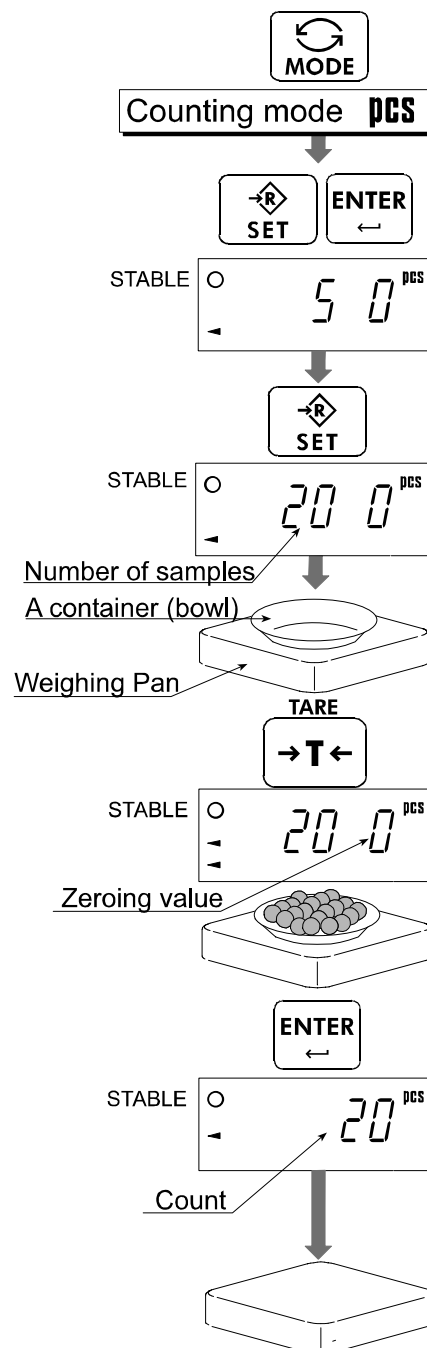 MODE
Counting mode pcs
→R
SET
ENTER
STABLE
5 0 pcs
→R
SET
STABLE
20 0 pcs
Number of samples
A container (bowl)
Weighing Pan
TARE
→T←
STABLE
20 0 pcs
Zeroing value
ENTER
STABLE
20 pcs
Count